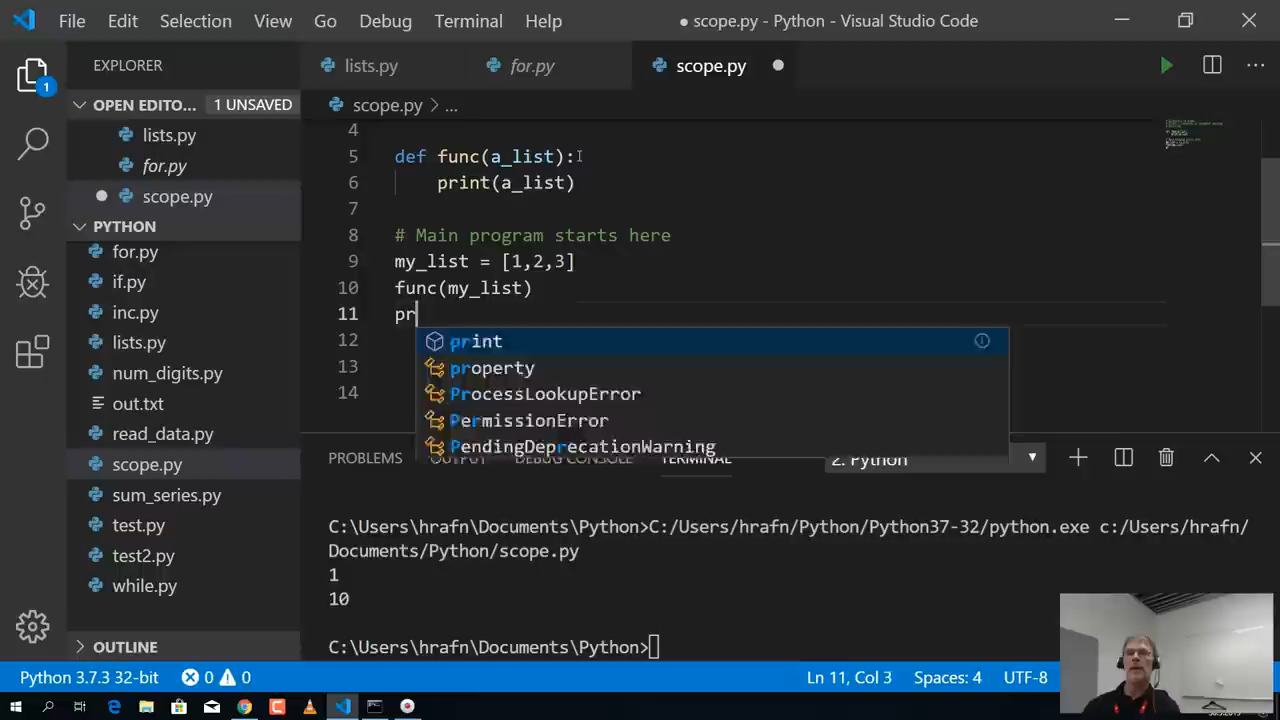 File Edit Selection View Go Debug Terminal Help ● scope.py - Python - Visual Studio Code
EXPLORER
lists.py for.py scope.py
OPEN EDITO... 1 UNSAVED
scope.py > ...
1
lists.py
for.py
scope.py
PYTHON
for.py
if.py
inc.py
lists.py
num_digits.py
out.txt
read_data.py
scope.py
sum_series.py
test.py
test2.py
while.py
OUTLINE
4
5 def func(a_list):
6 print(a_list)
7
8 # Main program starts here
9 my_list = [1,2,3]
10 func(my_list)
11 pr
12
13
14
print
property
ProcessLookupError
PermissionError
PendingDeprecationWarning
PROBLEMS OUTPUT DEBUG CONSOLE TERMINAL 2: Python
C:\Users\hrafn\Documents\Python>C:/Users/hrafn/Python/Python37-32/python.exe c:/Users/hrafn/
Documents/Python/scope.py
1
10
C:\Users\hrafn\Documents\Python>
Python 3.7.3 32-bit 0 0 Ln 11, Col 3 Spaces: 4 UTF-8